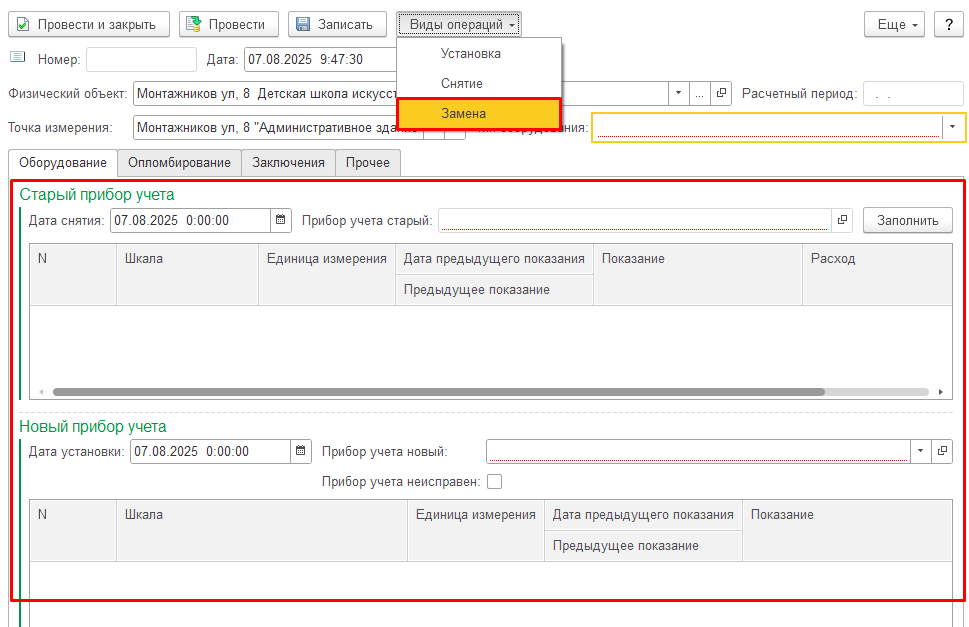 Провести и закрыть Провести Записать Виды операций Еще ?
Установка
Номер: Дата: 07.08.2025 9:47:30
Снятие
Физический объект: Монтажников ул, 8 Детская школа искусст ... Расчетный период: . .
Замена
Точка измерения: Монтажников ул, 8 "Административное здание оборудования:
Оборудование Опломбирование Заключения Прочее
Старый прибор учета
Дата снятия: 07.08.2025 0:00:00 Прибор учета старый: Заполнить
N Шкала Единица измерения Дата предыдущего показания Показание Расход
Предыдущее показание
Новый прибор учета
Дата установки: 07.08.2025 0:00:00 Прибор учета новый:
Прибор учета неисправен:
N Шкала Единица измерения Дата предыдущего показания Показание
Предыдущее показание